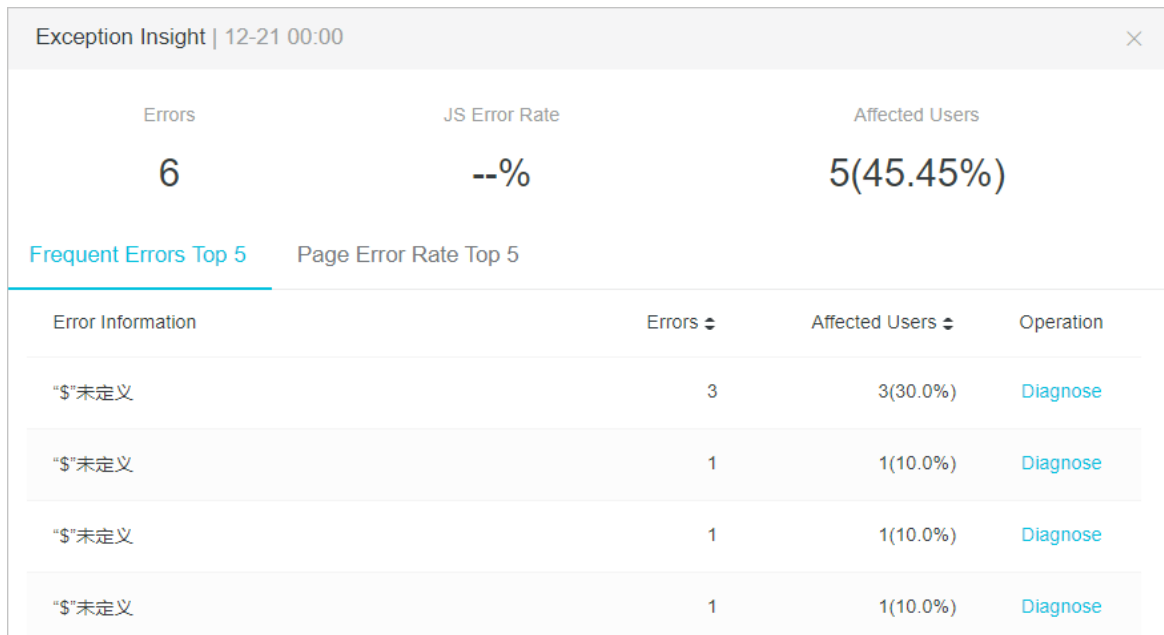 Exception Insight | 12-21 00:00
Errors JS Error Rate Affected Users
6 --% 5(45.45%)
Frequent Errors Top 5 Page Error Rate Top 5
Error Information Errors Affected Users Operation
“$”未定义 3 3(30.0%) Diagnose
“$”未定义 1 1(10.0%) Diagnose
“$”未定义 1 1(10.0%) Diagnose
“$”未定义 1 1(10.0%) Diagnose